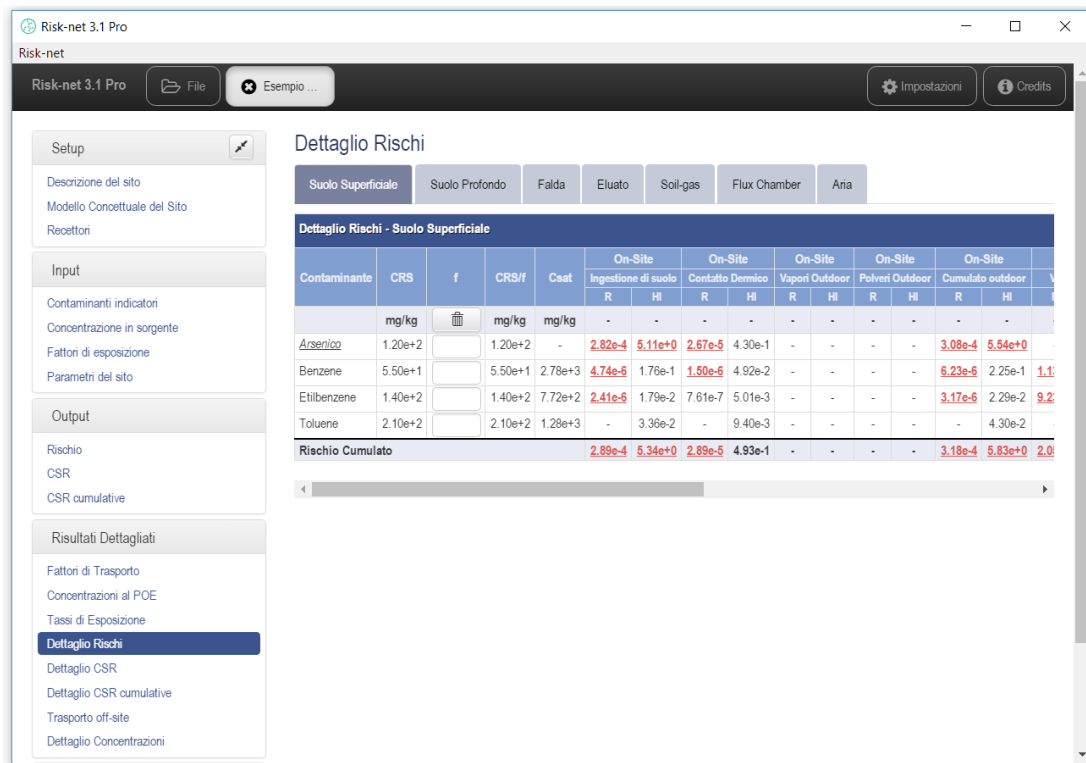 Risk-net 3.1 Pro
Risk-net
Risk-net 3.1 Pro File Esempio ... Impostazioni Credits
Setup
Descrizione del sito
Modello Concettuale del Sito
Recettori
Input
Contaminanti indicatori
Concentrazione in sorgente
Fattori di esposizione
Parametri del sito
Output
Rischio
CSR
CSR cumulative
Risultati Dettagliati
Fattori di Trasporto
Concentrazioni al POE
Tassi di Esposizione
Dettaglio Rischi
Dettaglio CSR
Dettaglio CSR cumulative
Trasporto off-site
Dettaglio Concentrazioni
Dettaglio Rischi
Suolo Superficiale Suolo Profondo Falda Eluato Soil-gas Flux Chamber Aria
Dettaglio Rischi - Suolo Superficiale
On-Site On-Site On-Site On-Site On-Site
Contaminante CRS f CRS/f Csat Ingestione di suolo Contatto Dermico Vapori Outdoor Polveri Outdoor Cumulato outdoor
R HI R HI R HI R HI R HI
mg/kg mg/kg mg/kg - - - - - - - - - -
Arsenico 1.20e+2 1.20e+2 - 2.82e-4 5.11e+0 2.67e-5 4.30e-1 - - - - 3.08e-4 5.54e+0
Benzene 5.50e+1 5.50e+1 2.78e+3 4.74e-6 1.76e-1 1.50e-6 4.92e-2 - - - - 6.23e-6 2.25e-1
Etilbenzene 1.40e+2 1.40e+2 7.72e+2 2.41e-6 1.79e-2 7.61e-7 5.01e-3 - - - - 3.17e-6 2.29e-2
Toluene 2.10e+2 2.10e+2 1.28e+3 - 3.36e-2 - 9.40e-3 - - - - - 4.30e-2
Rischio Cumulato 2.89e-4 5.34e+0 2.89e-5 4.93e-1 - - - - 3.18e-4 5.83e+0